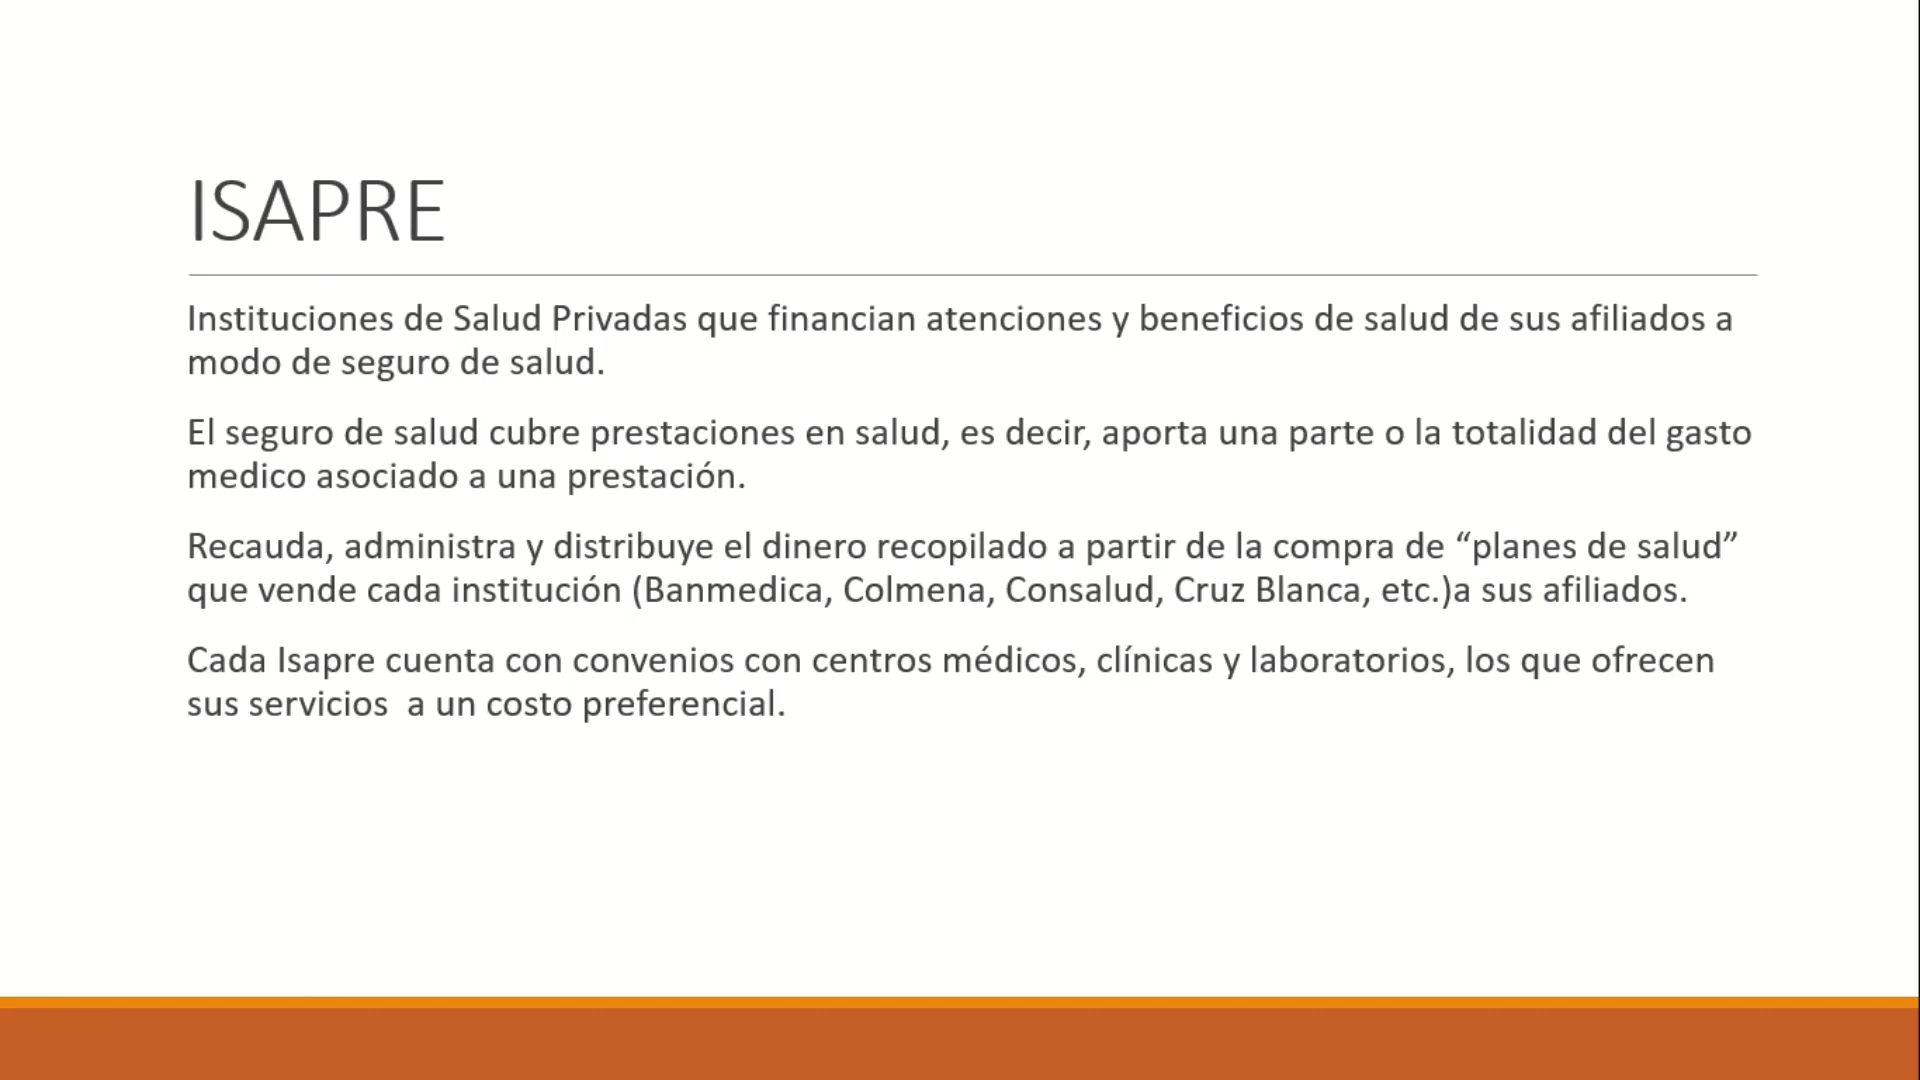 ISAPRE
Instituciones de Salud Privadas que financian atenciones y beneficios de salud de sus afiliados a
modo de seguro de salud.
El seguro de salud cubre prestaciones en salud, es decir, aporta una parte o la totalidad del gasto
medico asociado a una prestación.
Recauda, administra y distribuye el dinero recopilado a partir de la compra de “planes de salud”
que vende cada institución (Banmedica, Colmena, Consalud, Cruz Blanca, etc.)a sus afiliados.
Cada Isapre cuenta con convenios con centros médicos, clínicas y laboratorios, los que ofrecen
sus servicios  a un costo preferencial.